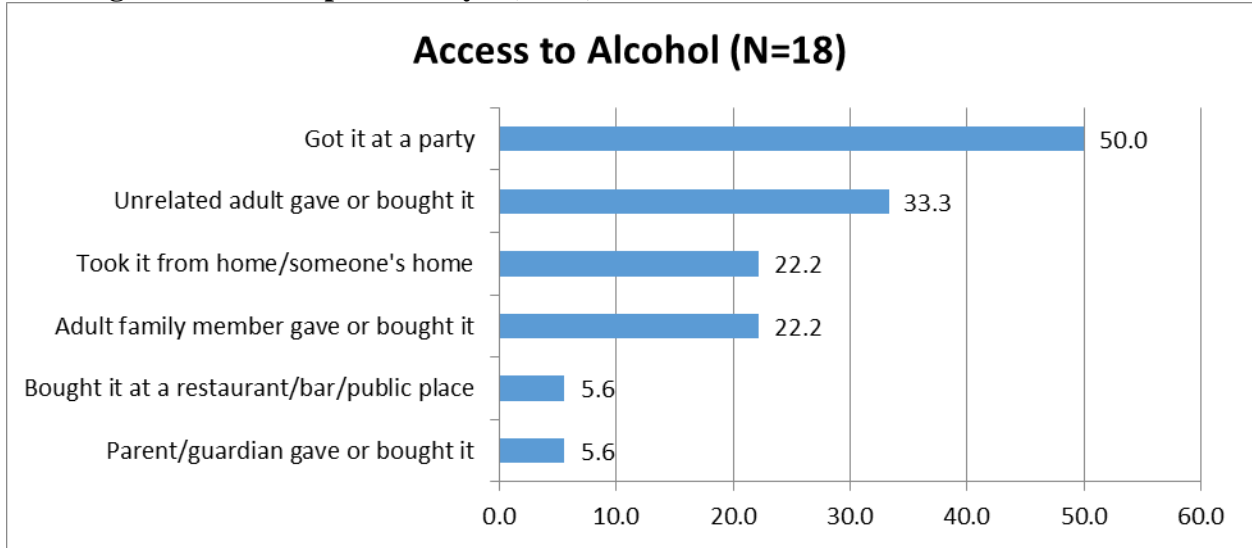 Access to Alcohol (N=18)
Got it at a party 50.0
Unrelated adult gave or bought it 33.3
Took it from home/someone's home 22.2
Adult family member gave or bought it 22.2
Bought it at a restaurant/bar/public place 5.6
Parent/guardian gave or bought it 5.6
0.0 10.0 20.0 30.0 40.0 50.0 60.0